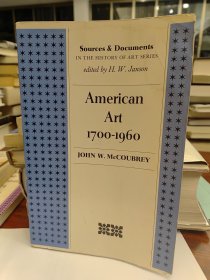 Sources & Documents
IN THE HISTORY OF ART SERIES
edited by H. W. Janson
American
Art
1700-1960
JOHN W. McCOUBREY